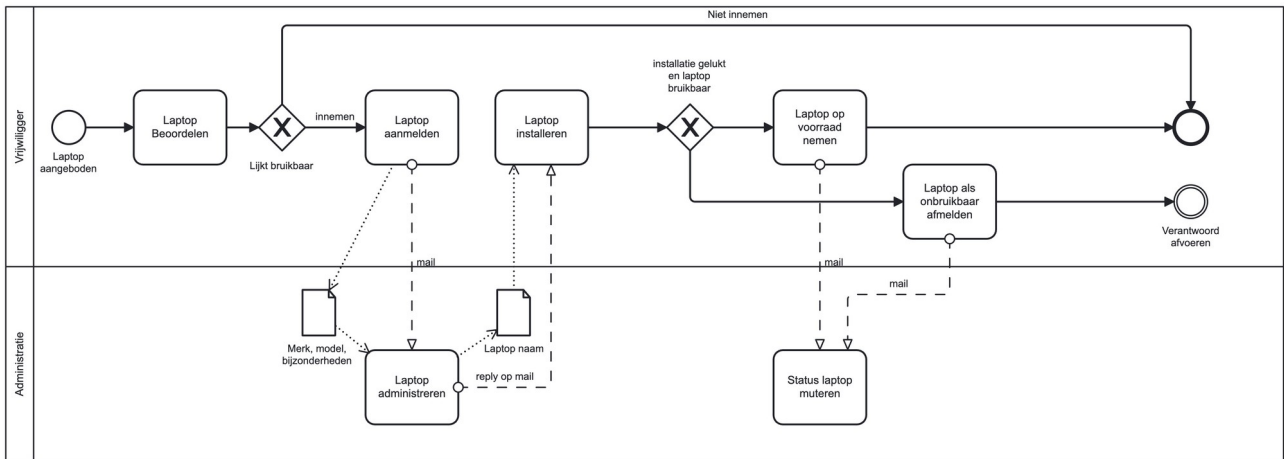 Niet innemen
Vrijwiligger
Laptop
aangeboden
Laptop
Beoordelen
Lijkt bruikbaar
innemen
Laptop
aanmelden
Laptop
installeren
installatie gelukt
en laptop
bruikbaar
Laptop op
voorraad
nemen
Laptop als
onbruikbaar
afmelden
Verantwoord
afvoeren
mail
mail
mail
Administratie
Merk, model,
bijzonderheden
Laptop naam
Laptop
administreren
reply op mail
Status laptop
muteren